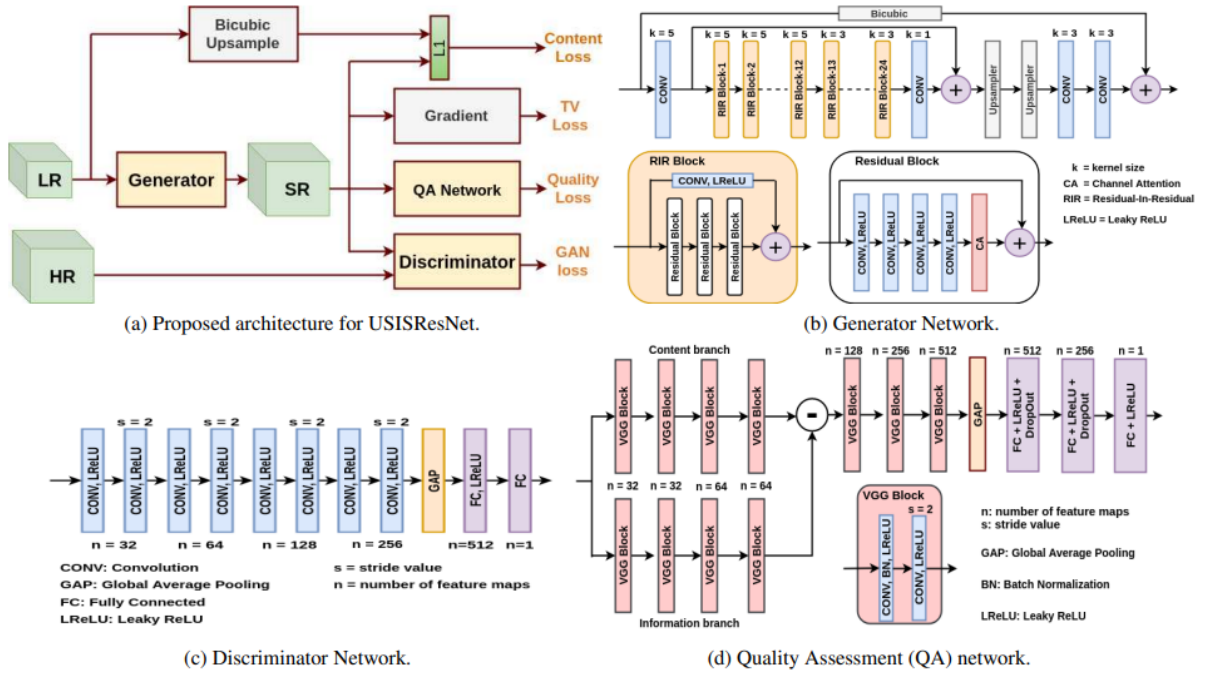 Bicubic
Upsample
L1
Content
Loss
Gradient
TV
Loss
LR
Generator
SR
QA Network
Quality
Loss
HR
Discriminator
GAN
loss
(a) Proposed architecture for USISResNet.
Bicubic
k = 5 k = 5 k = 5 k = 5 k = 3 k = 3 k = 1 k = 3 k = 3
CONV
RIR Block-1
RIR Block-2
RIR Block-12
RIR Block-13
RIR Block-24
CONV
+
Upsampler
Upsampler
CONV
CONV
+
RIR Block
CONV, LReLU
Residual Block
Residual Block
Residual Block
+
Residual Block
CONV, LReLU
CONV, LReLU
CONV, LReLU
CONV, LReLU
CA
+
k = kernel size
CA = Channel Attention
RIR = Residual-In-Residual
LReLU = Leaky ReLU
(b) Generator Network.
s = 2 s = 2 s = 2 s = 2
CONV, LReLU
CONV, LReLU
CONV, LReLU
CONV, LReLU
CONV, LReLU
CONV, LReLU
CONV, LReLU
CONV, LReLU
GAP
FC, LReLU
FC
n = 32 n = 64 n = 128 n = 256 n=512 n=1
CONV: Convolution
GAP: Global Average Pooling
FC: Fully Connected
LReLU: Leaky ReLU
s = stride value
n = number of feature maps
(c) Discriminator Network.
Content branch
VGG Block
VGG Block
VGG Block
VGG Block
n = 32 n = 32 n = 64 n = 64
VGG Block
VGG Block
VGG Block
VGG Block
Information branch
-
n = 128 n = 256 n = 512 n = 512 n = 256 n = 1
VGG Block
VGG Block
VGG Block
GAP
FC + LReLU +
DropOut
FC + LReLU +
DropOut
FC + LReLU
VGG Block
s = 2
CONV, BN, LReLU
CONV, LReLU
n: number of feature maps
s: stride value
GAP: Global Average Pooling
BN: Batch Normalization
LReLU: Leaky ReLU
(d) Quality Assessment (QA) network.